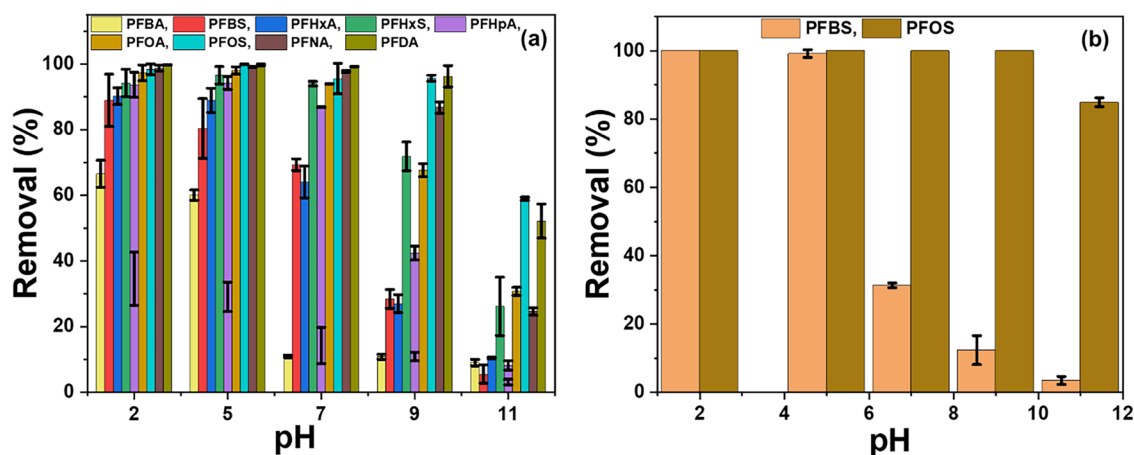 PFBA, PFBS, PFHxA, PFHxS, PFHpA,
PFOA, PFOS, PFNA, PFDA
(a)
Removal (%)
100
80
60
40
20
0
2 5 7 9 11
pH
PFBS, PFOS
(b)
Removal (%)
100
80
60
40
20
0
2 4 6 8 10 12
pH